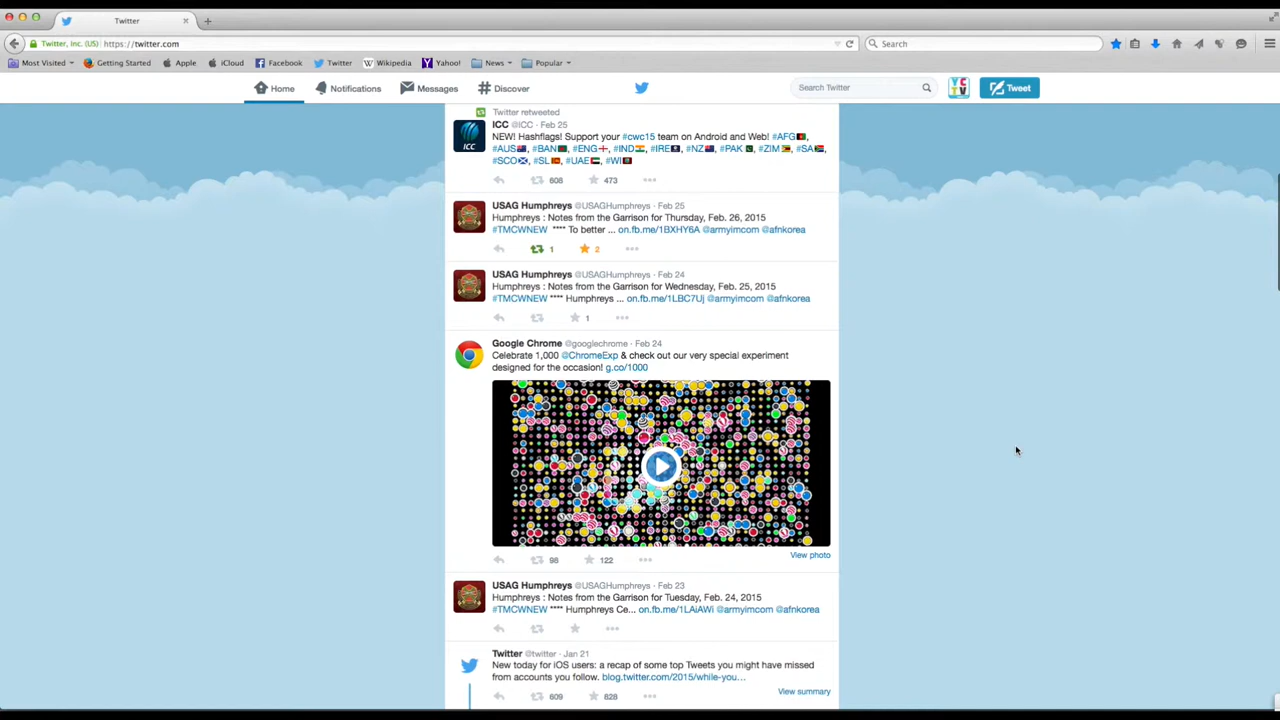 Twitter
Twitter, Inc. (US) https://twitter.com
Search
Most Visited
Getting Started
Apple
iCloud
Facebook
Twitter
Wikipedia
Yahoo!
News
Popular
Home
Notifications
Messages
Discover
Search Twitter
YCTV
Tweet
Twitter retweeted
ICC @ICC · Feb 25
ICC
NEW! Hashflags! Support your #cwc15 team on Android and Web! #AFG,
#AUS, #BAN, #ENG, #IND, #IRE, #NZ, #PAK, #ZIM, #SA,
#SCO, #SL, #UAE, #WI
608 473
USAG Humphreys @USAGHumphreys · Feb 25
Humphreys : Notes from the Garrison for Thursday, Feb. 26, 2015
#TMCWNEW **** To better ... on.fb.me/1BXHY6A @armyimcom @afnkorea
1 2
USAG Humphreys @USAGHumphreys · Feb 24
Humphreys : Notes from the Garrison for Wednesday, Feb. 25, 2015
#TMCWNEW **** Humphreys ... on.fb.me/1LBC7Uj @armyimcom @afnkorea
1
Google Chrome @googlechrome · Feb 24
Celebrate 1,000 @ChromeExp & check out our very special experiment
designed for the occasion! g.co/1000
98 122
View photo
USAG Humphreys @USAGHumphreys · Feb 23
Humphreys : Notes from the Garrison for Tuesday, Feb. 24, 2015
#TMCWNEW **** Humphreys Ce... on.fb.me/1LAiAWi @armyimcom @afnkorea
Twitter @twitter · Jan 21
New today for iOS users: a recap of some top Tweets you might have missed
from accounts you follow. blog.twitter.com/2015/while-you...
609 828
View summary